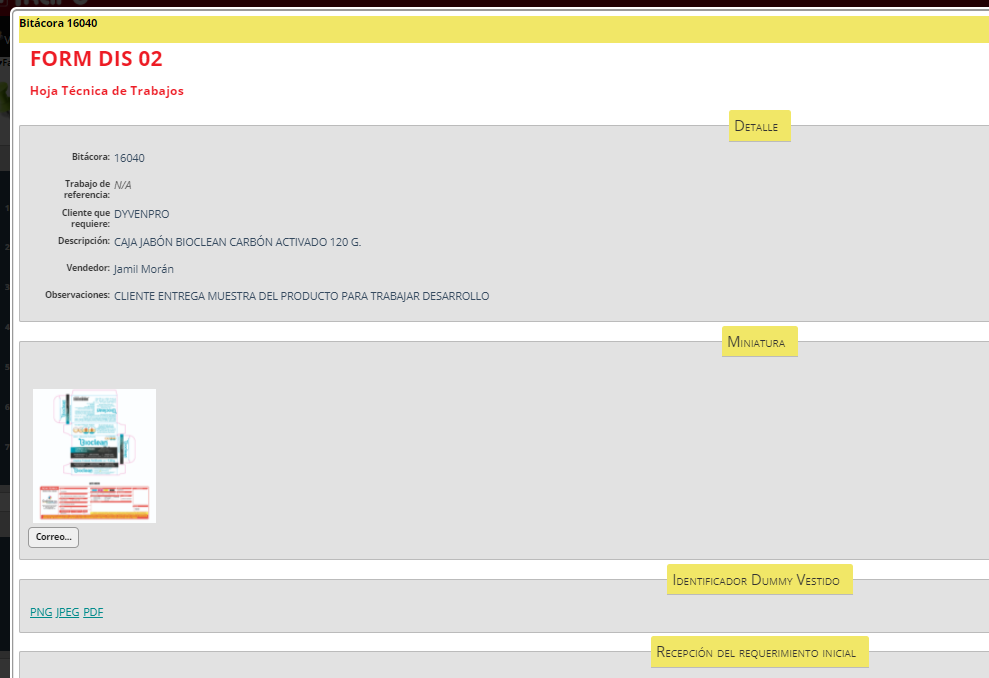 Bitácora 16040
FORM DIS 02
Hoja Técnica de Trabajos
Detalle
Bitácora: 16040
Trabajo de referencia: N/A
Cliente que requiere: DYVENPRO
Descripción: CAJA JABÓN BIOCLEAN CARBÓN ACTIVADO 120 G.
Vendedor: Jamil Morán
Observaciones: CLIENTE ENTREGA MUESTRA DEL PRODUCTO PARA TRABAJAR DESARROLLO
Miniatura
Bioclean
Bioclean
Correo...
Identificador Dummy Vestido
PNG JPEG PDF
Recepción del requerimiento inicial